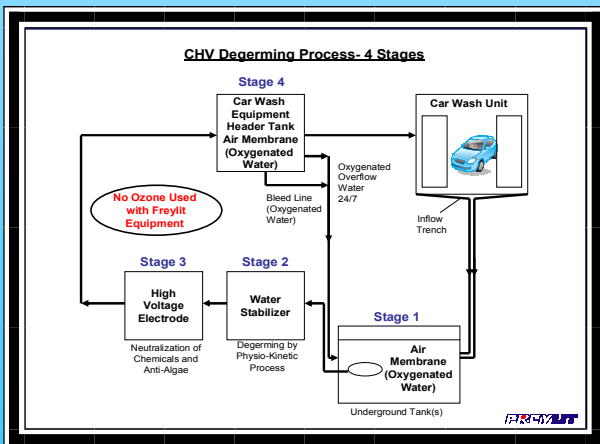 CHV Degerming Process- 4 Stages
Stage 4
Car Wash
Equipment
Header Tank
Air Membrane
(Oxygenated
Water)
Car Wash Unit
Oxygenated
Overflow
Water
24/7
Bleed Line
(Oxygenated
Water)
Inflow
Trench
No Ozone Used
with Freylit
Equipment
Stage 3
High
Voltage
Electrode
Neutralization of
Chemicals and
Anti-Algae
Stage 2
Water
Stabilizer
Degerming by
Physio-Kinetic
Process
Stage 1
Air
Membrane
(Oxygenated
Water)
Underground Tank(s)
FREYLIT